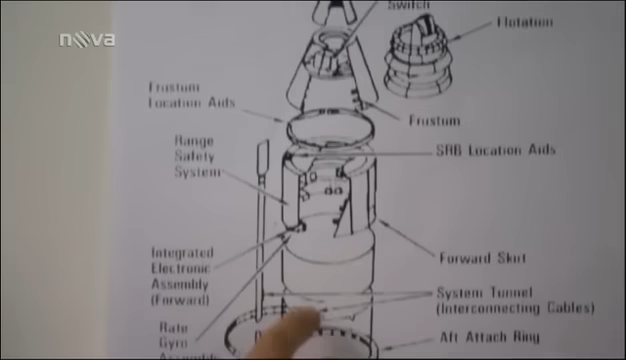 nova
Switch
Flotation
Frustum
Location Aids
Frustum
Range
Safety
System
SRB Location Aids
Integrated
Electronic
Assembly
(Forward)
Forward Skirt
System Tunnel
(Interconnecting Cables)
Rate
Gyro
Aft Attach Ring